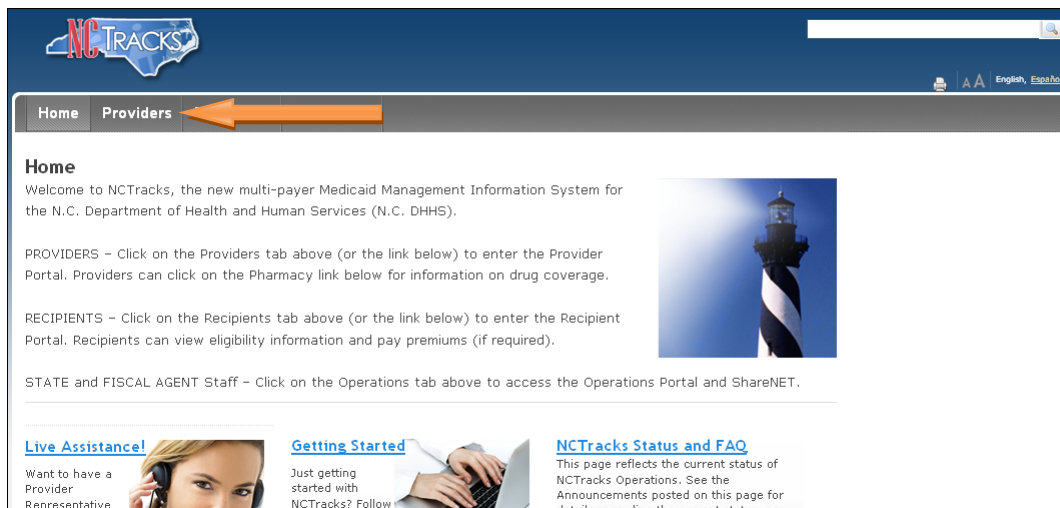 NCTRACKS
English, Españo
Home Providers
Home
Welcome to NCTracks, the new multi-payer Medicaid Management Information System for
the N.C. Department of Health and Human Services (N.C. DHHS).
PROVIDERS – Click on the Providers tab above (or the link below) to enter the Provider
Portal. Providers can click on the Pharmacy link below for information on drug coverage.
RECIPIENTS – Click on the Recipients tab above (or the link below) to enter the Recipient
Portal. Recipients can view eligibility information and pay premiums (if required).
STATE and FISCAL AGENT Staff – Click on the Operations tab above to access the Operations Portal and ShareNET.
Live Assistance!
Want to have a
Provider
Representative
Getting Started
Just getting
started with
NCTracks? Follow
NCTracks Status and FAQ
This page reflects the current status of
NCTracks Operations. See the
Announcements posted on this page for